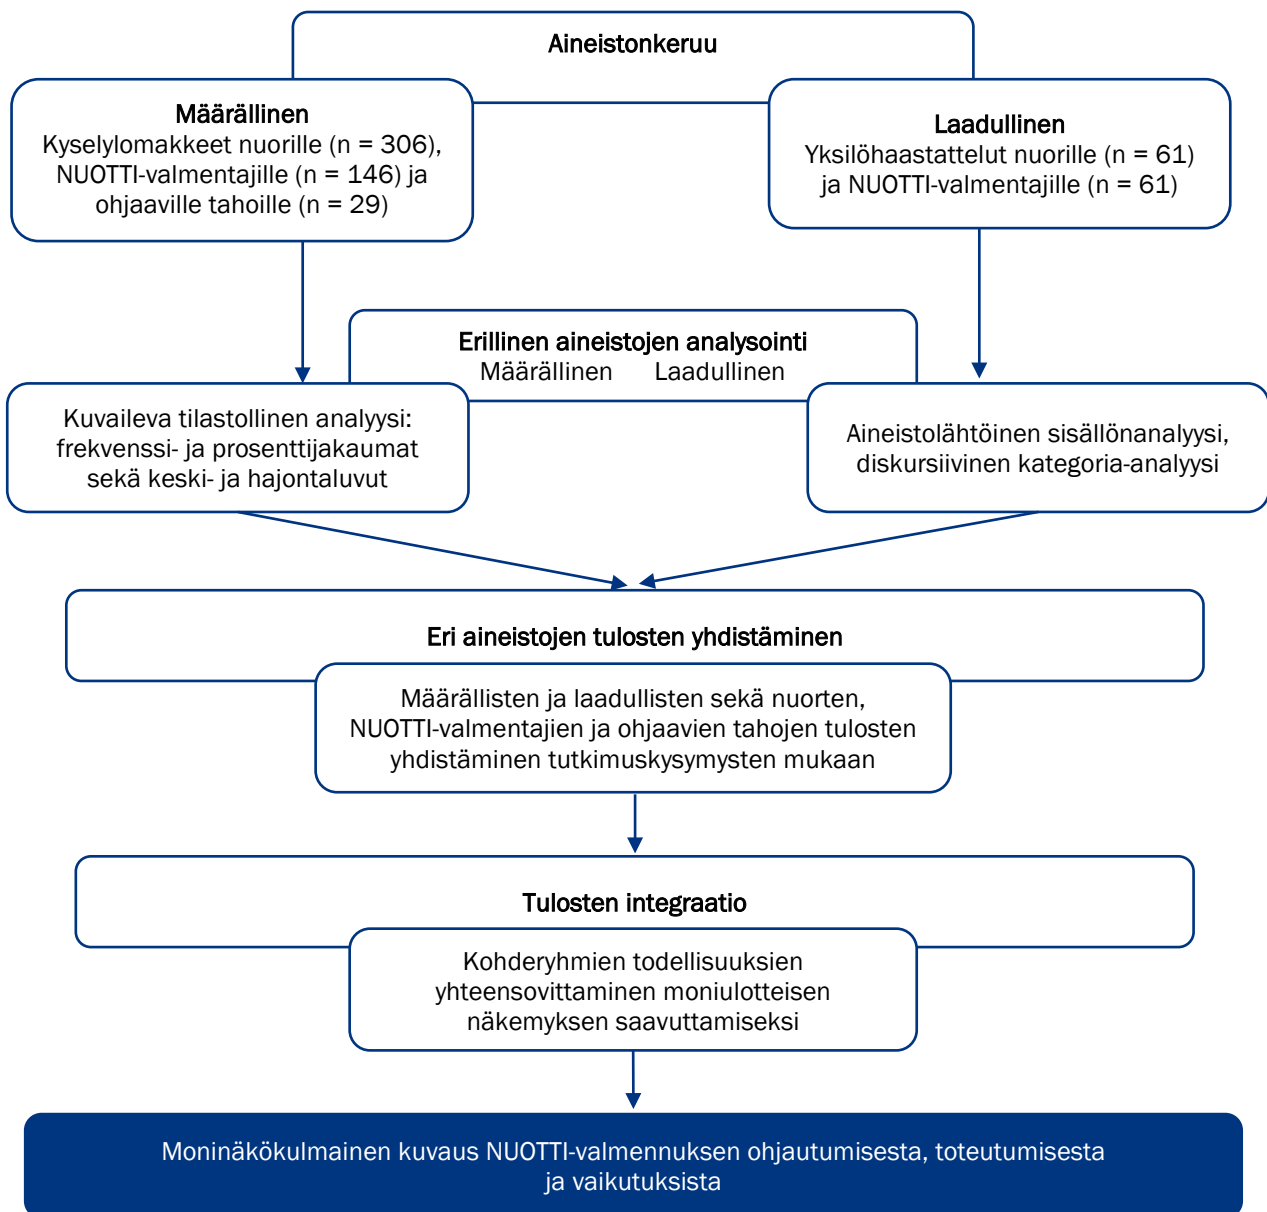 Aineistonkeruu
Määrällinen
Kyselylomakkeet nuorille (n = 306),
NUOTTI-valmentajille (n = 146) ja
ohjaaville tahoille (n = 29)
Laadullinen
Yksilöhaastattelut nuorille (n = 61)
ja NUOTTI-valmentajille (n = 61)
Erillinen aineistojen analysointi
Määrällinen Laadullinen
Kuvaileva tilastollinen analyysi:
frekvenssi- ja prosenttijakaumat
sekä keski- ja hajontaluvut
Aineistolähtöinen sisällönanalyysi,
diskursiivinen kategoria-analyysi
Eri aineistojen tulosten yhdistäminen
Määrällisten ja laadullisten sekä nuorten,
NUOTTI-valmentajien ja ohjaavien tahojen tulosten
yhdistäminen tutkimuskysymysten mukaan
Tulosten integraatio
Kohderyhmien todellisuuksien
yhteensovittaminen moniulotteisen
näkemyksen saavuttamiseksi
Moninäkökulmainen kuvaus NUOTTI-valmennuksen ohjautumisesta, toteutumisesta
ja vaikutuksista